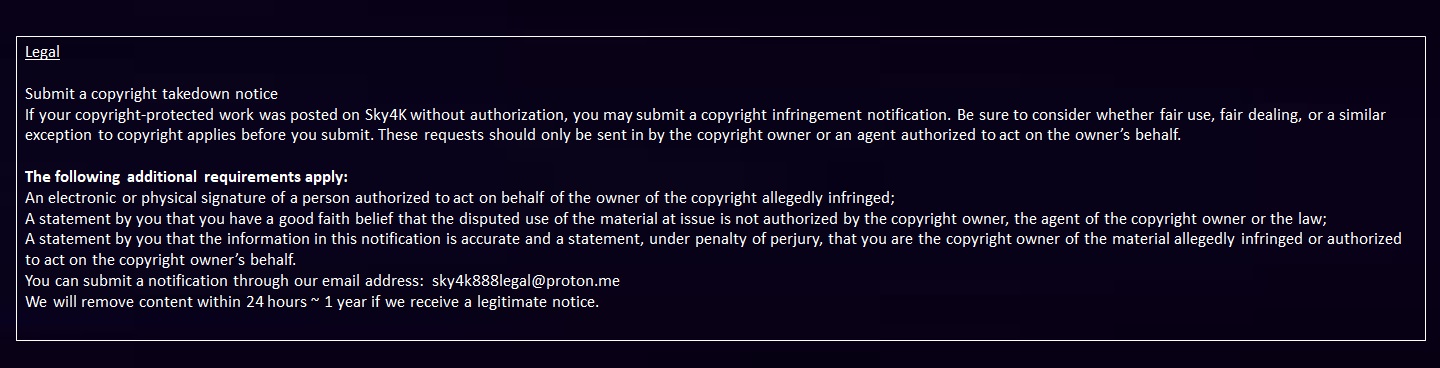 Legal
Submit a copyright takedown notice
If your copyright-protected work was posted on Sky4K without authorization, you may submit a copyright infringement notification. Be sure to consider whether fair use, fair dealing, or a similar
exception to copyright applies before you submit. These requests should only be sent in by the copyright owner or an agent authorized to act on the owner’s behalf.
The following additional requirements apply:
An electronic or physical signature of a person authorized to act on behalf of the owner of the copyright allegedly infringed;
A statement by you that you have a good faith belief that the disputed use of the material at issue is not authorized by the copyright owner, the agent of the copyright owner or the law;
A statement by you that the information in this notification is accurate and a statement, under penalty of perjury, that you are the copyright owner of the material allegedly infringed or authorized
to act on the copyright owner’s behalf.
You can submit a notification through our email address: sky4k888legal@proton.me
We will remove content within 24 hours ~ 1 year if we receive a legitimate notice.